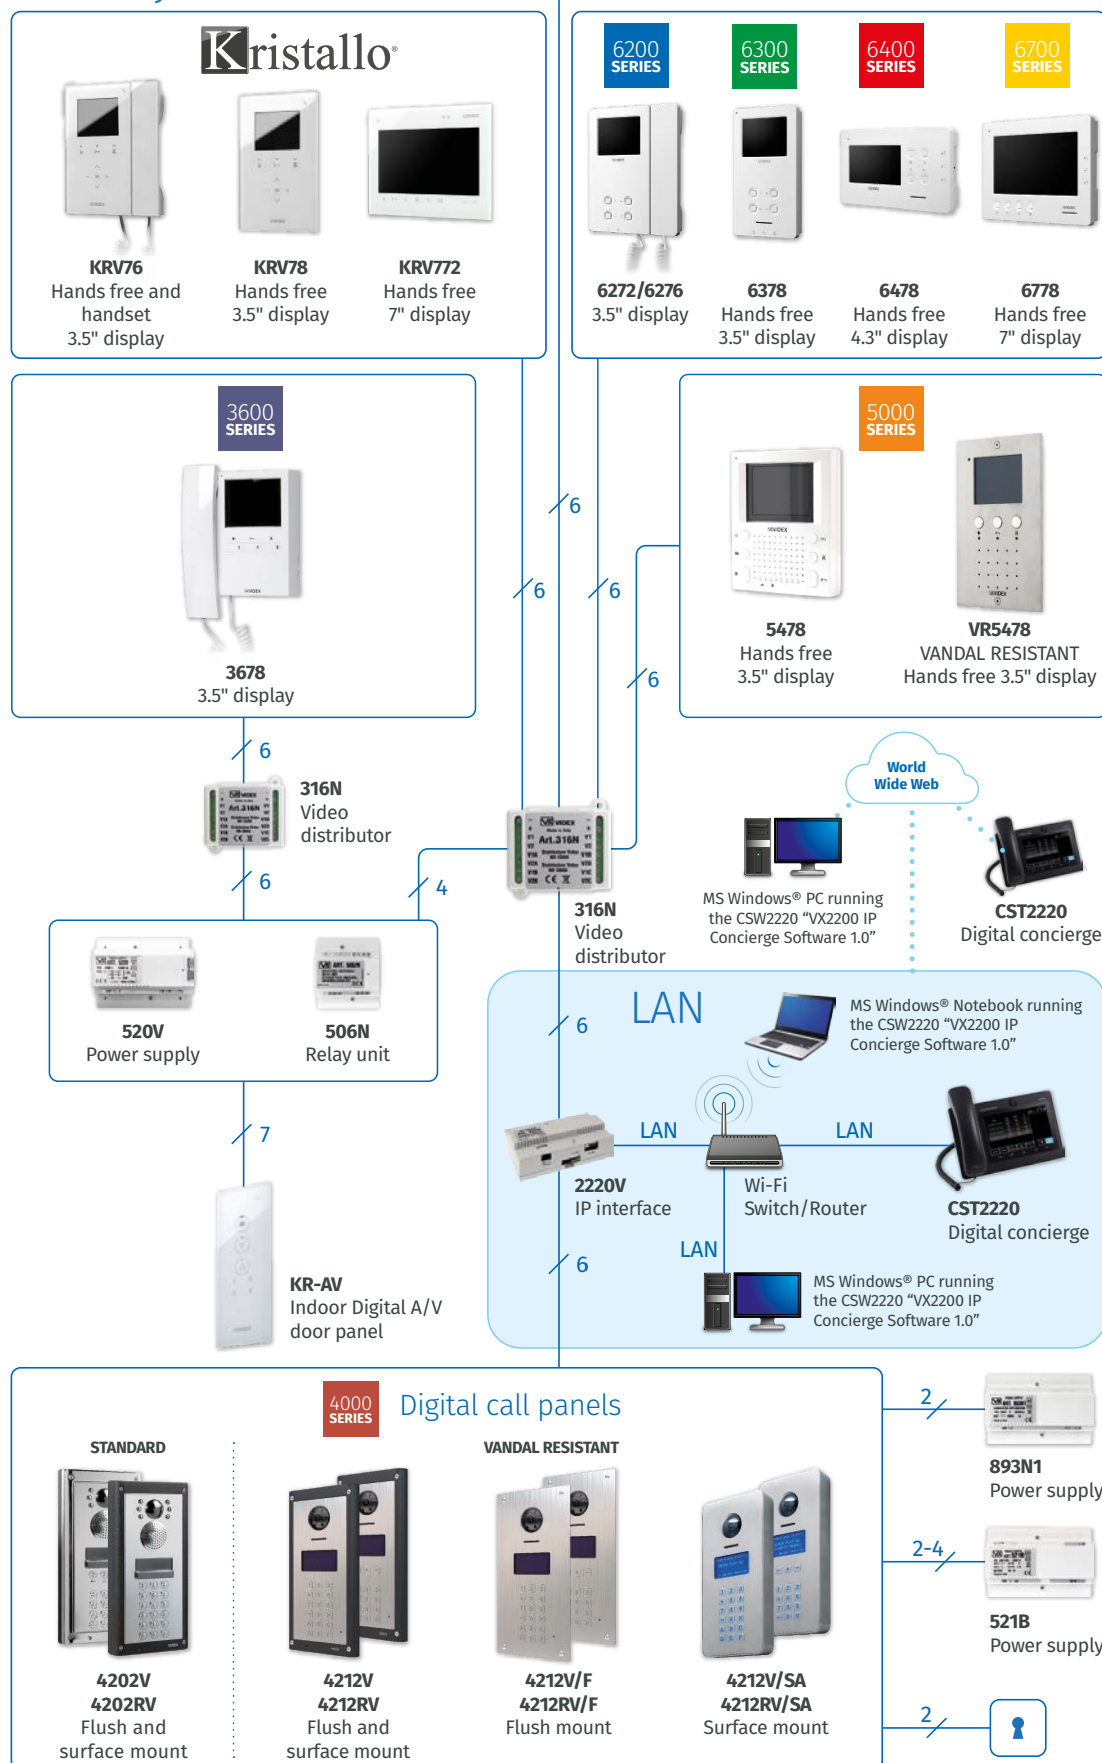 Kristallo®
KRV76
Hands free and
handset
3.5" display
KRV78
Hands free
3.5" display
KRV772
Hands free
7" display
6200
SERIES
6300
SERIES
6400
SERIES
6700
SERIES
6272/6276
3.5" display
6378
Hands free
3.5" display
6478
Hands free
4.3" display
6778
Hands free
7" display
3600
SERIES
3678
3.5" display
5000
SERIES
VIDEX
5478
Hands free
3.5" display
VR5478
VANDAL RESISTANT
Hands free 3.5" display
6
6
6
6
6
316N
Video
distributor
6
4
VIDEX
Art.316N
316N
Video
distributor
World
Wide Web
MS Windows® PC running
the CSW2220 “VX2200 IP
Concierge Software 1.0”
CST2220
Digital concierge
520V
Power supply
506N
Relay unit
7
KR-AV
Indoor Digital A/V
door panel
6
LAN
MS Windows® Notebook running
the CSW2220 “VX2200 IP
Concierge Software 1.0”
LAN
LAN
2220V
IP interface
Wi-Fi
Switch/Router
CST2220
Digital concierge
LAN
6
MS Windows® PC running
the CSW2220 “VX2200 IP
Concierge Software 1.0”
4000
SERIES
Digital call panels
STANDARD
VANDAL RESISTANT
4202V
4202RV
Flush and
surface mount
4212V
4212RV
Flush and
surface mount
4212V/F
4212RV/F
Flush mount
4212V/SA
4212RV/SA
Surface mount
2
893N1
Power supply
2-4
521B
Power supply
2